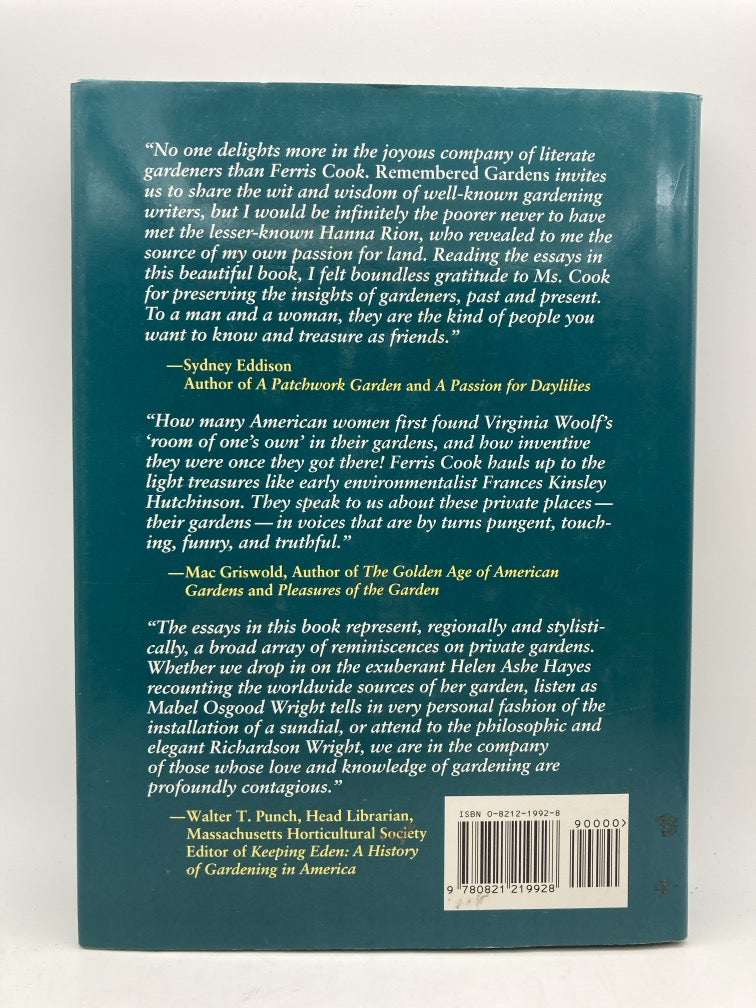 “No one delights more in the joyous company of literate
gardeners than Ferris Cook. Remembered Gardens invites
us to share the wit and wisdom of well-known gardening
writers, but I would be infinitely the poorer never to have
met the lesser-known Hanna Rion, who revealed to me the
source of my own passion for land. Reading the essays in
this beautiful book, I felt boundless gratitude to Ms. Cook
for preserving the insights of gardeners, past and present.
To a man and a woman, they are the kind of people you
want to know and treasure as friends.”
—Sydney Eddison
Author of A Patchwork Garden and A Passion for Daylilies
“How many American women first found Virginia Woolf’s
‘room of one’s own’ in their gardens, and how inventive
they were once they got there! Ferris Cook hauls up to the
light treasures like early environmentalist Frances Kinsley
Hutchinson. They speak to us about these private places—
their gardens—in voices that are by turns pungent, touch-
ing, funny, and truthful.”
—Mac Griswold, Author of The Golden Age of American
Gardens and Pleasures of the Garden
“The essays in this book represent, regionally and stylisti-
cally, a broad array of reminiscences on private gardens.
Whether we drop in on the exuberant Helen Ashe Hayes
recounting the worldwide sources of her garden, listen as
Mabel Osgood Wright tells in very personal fashion of the
installation of a sundial, or attend to the philosophic and
elegant Richardson Wright, we are in the company
of those whose love and knowledge of gardening are
profoundly contagious.”
—Walter T. Punch, Head Librarian,
Massachusetts Horticultural Society
Editor of Keeping Eden: A History
of Gardening in America
ISBN 0-8212-1992-8
90000>
9 780821 219928